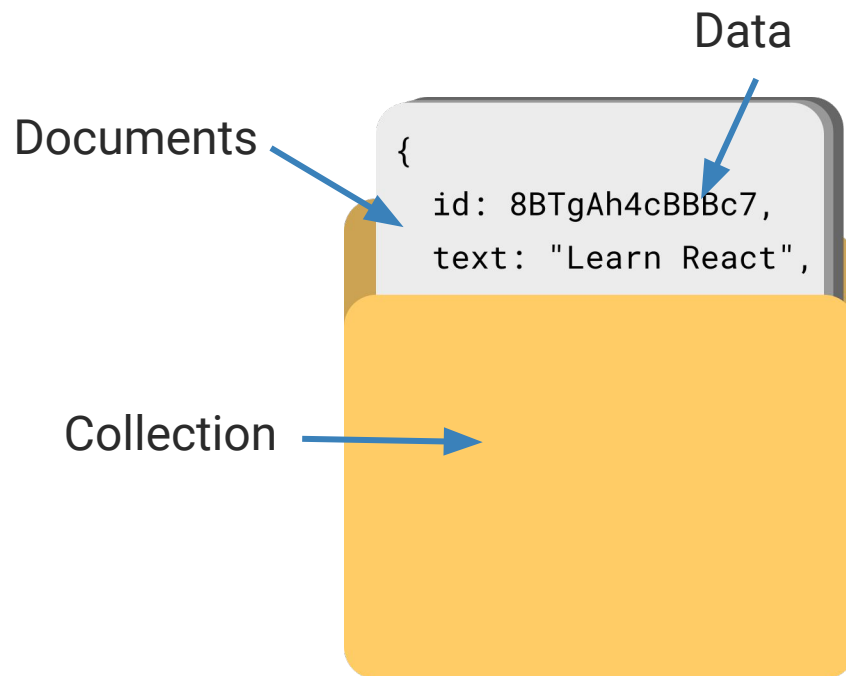 Data
Documents
{
id: 8BTgAh4cBBBc7,
text: "Learn React",
Collection